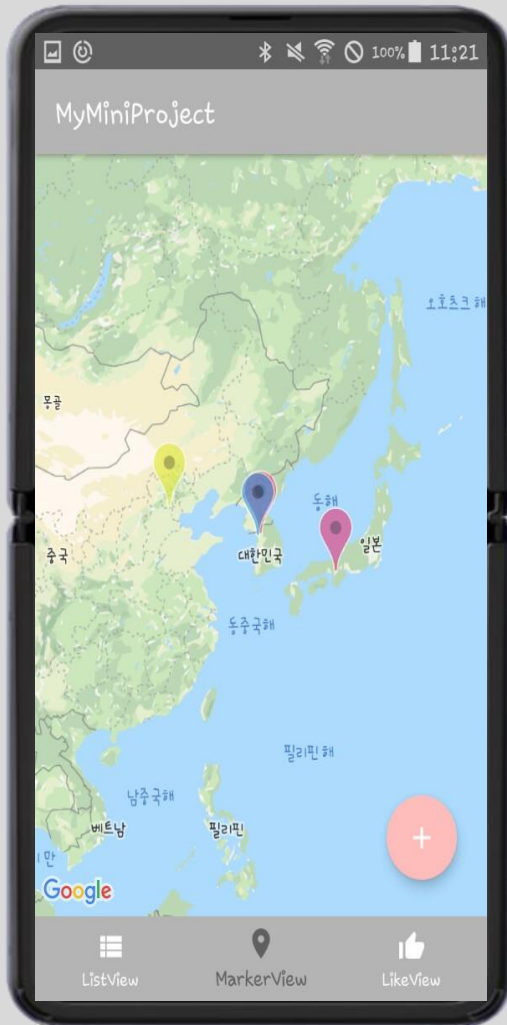 100% 11:21
MyMiniProject
오호츠크 해
몽골
동해
일본
중국
대한민국
동중국해
필리핀 해
남중국해
베트남
필리핀
만
Google
+
ListView
MarkerView
LikeView